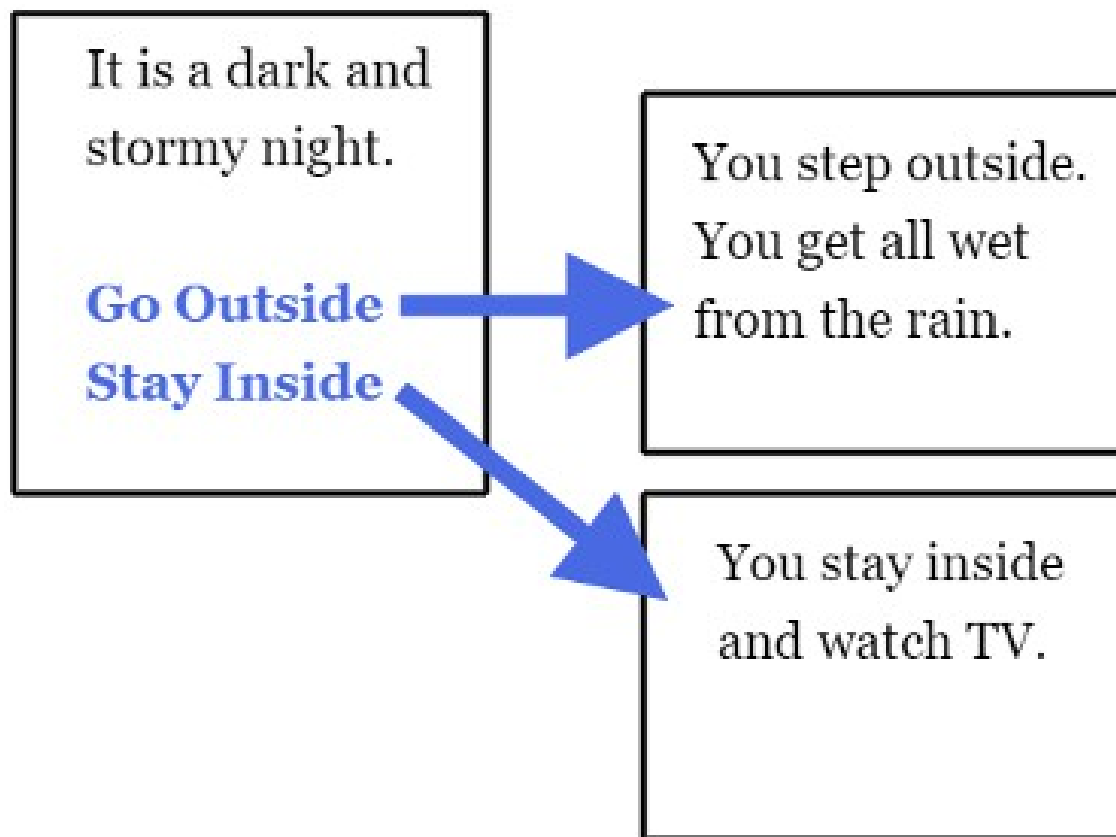 It is a dark and
stormy night.
Go Outside
Stay Inside
You step outside.
You get all wet
from the rain.
You stay inside
and watch TV.